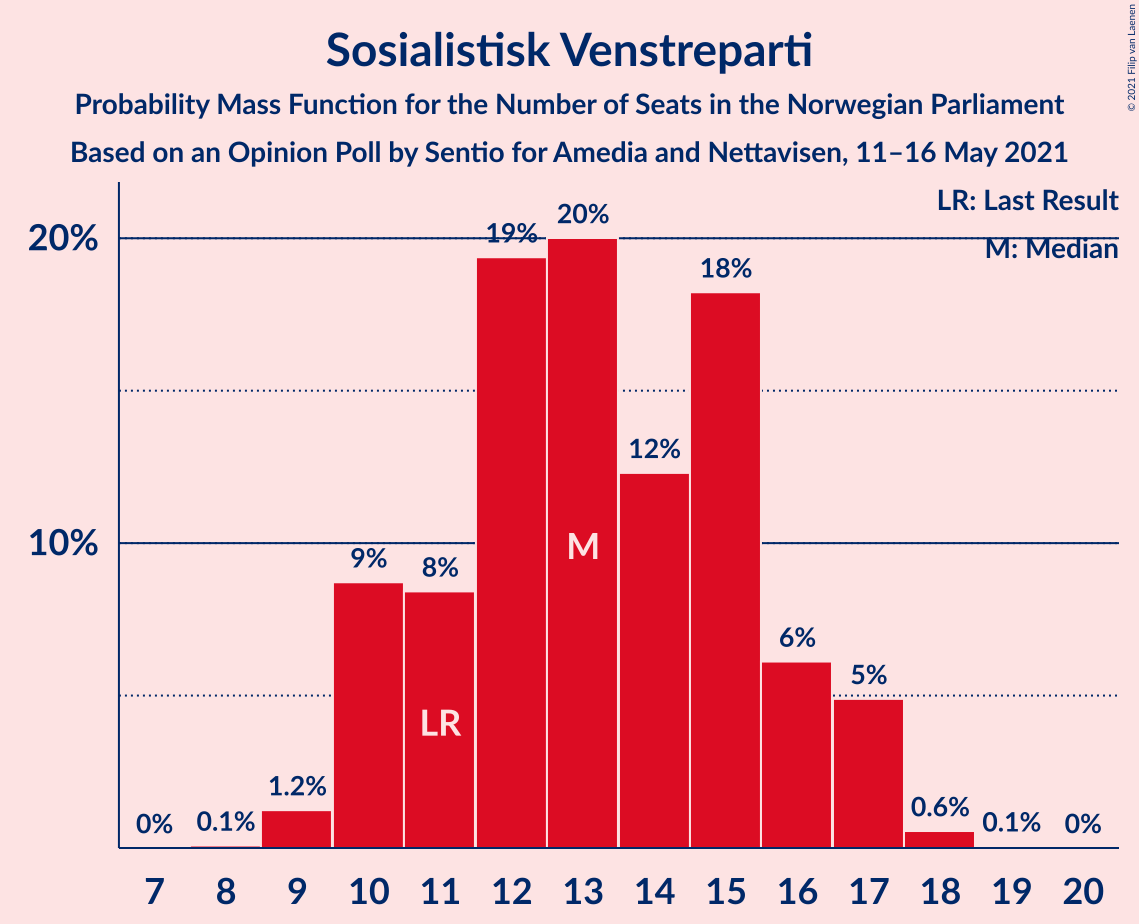 Sosialistisk Venstreparti
Probability Mass Function for the Number of Seats in the Norwegian Parliament
Based on an Opinion Poll by Sentio for Amedia and Nettavisen, 11–16 May 2021
© 2021 Filip van Laenen
LR: Last Result
M: Median
20%
10%
0%
0.1%
1.2%
9%
8%
19%
20%
12%
18%
6%
5%
0.6%
0.1%
0%
LR
M
7 8 9 10 11 12 13 14 15 16 17 18 19 20